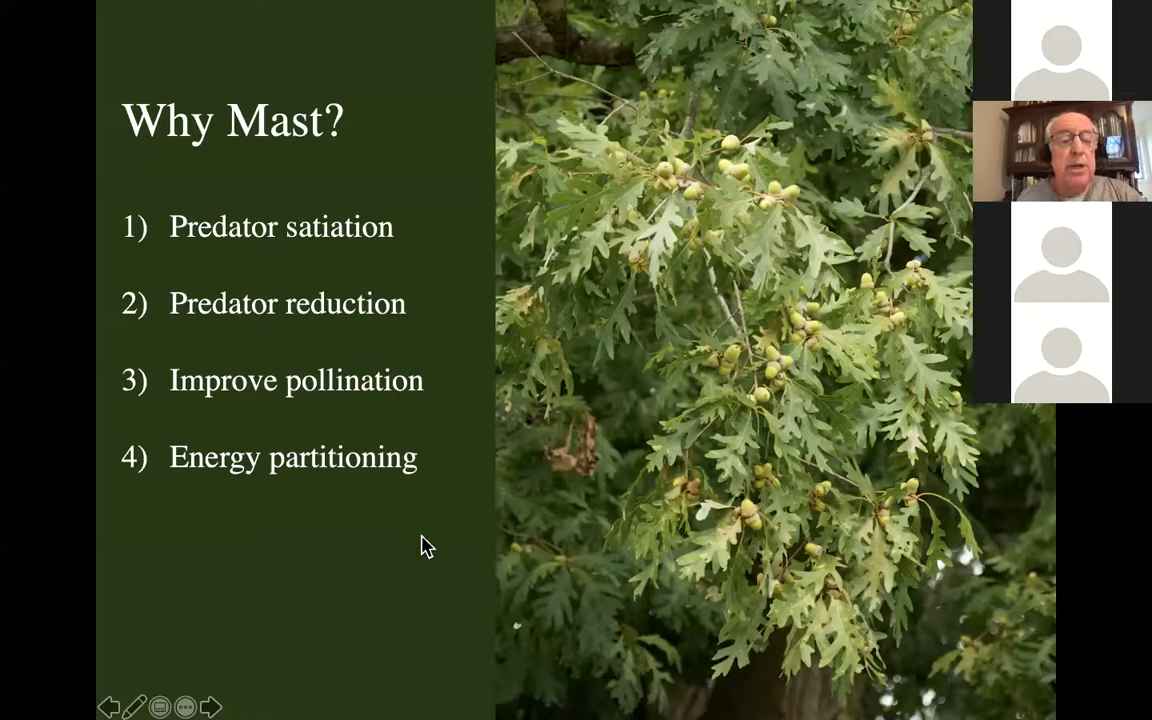 Why Mast?
1) Predator satiation
2) Predator reduction
3) Improve pollination
4) Energy partitioning